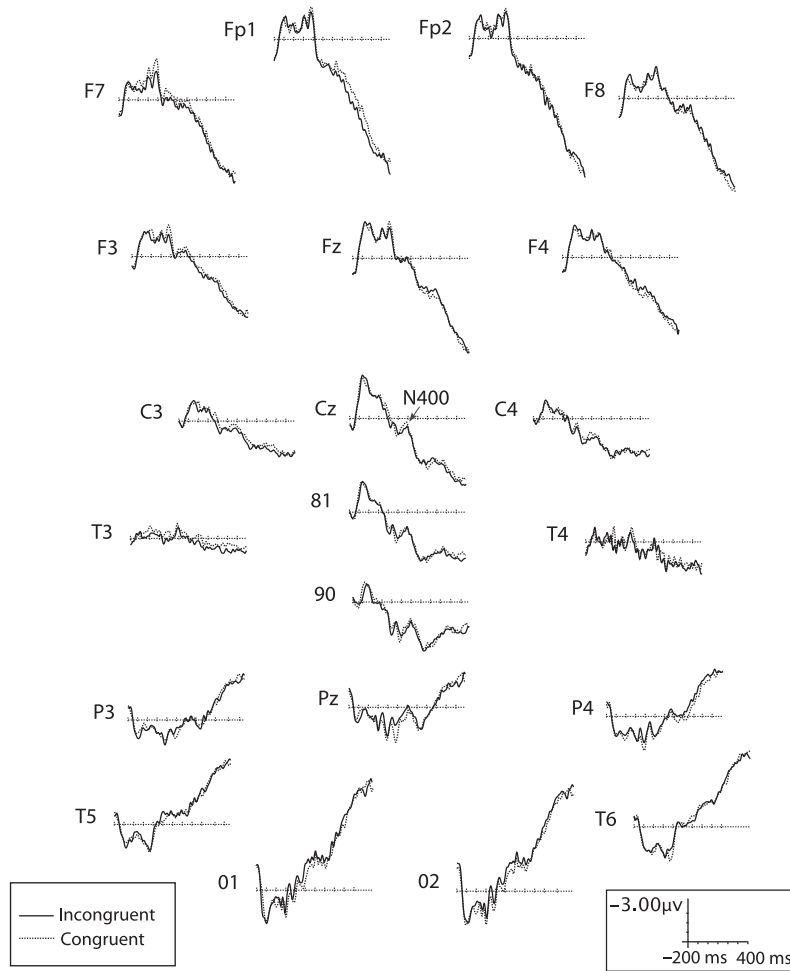 Fp1
Fp2
F7
F8
F3
Fz
F4
C3
Cz
N400
C4
81
T3
T4
90
P3
Pz
P4
T5
T6
01
02
Incongruent
Congruent
−3.00μv
−200 ms 400 ms